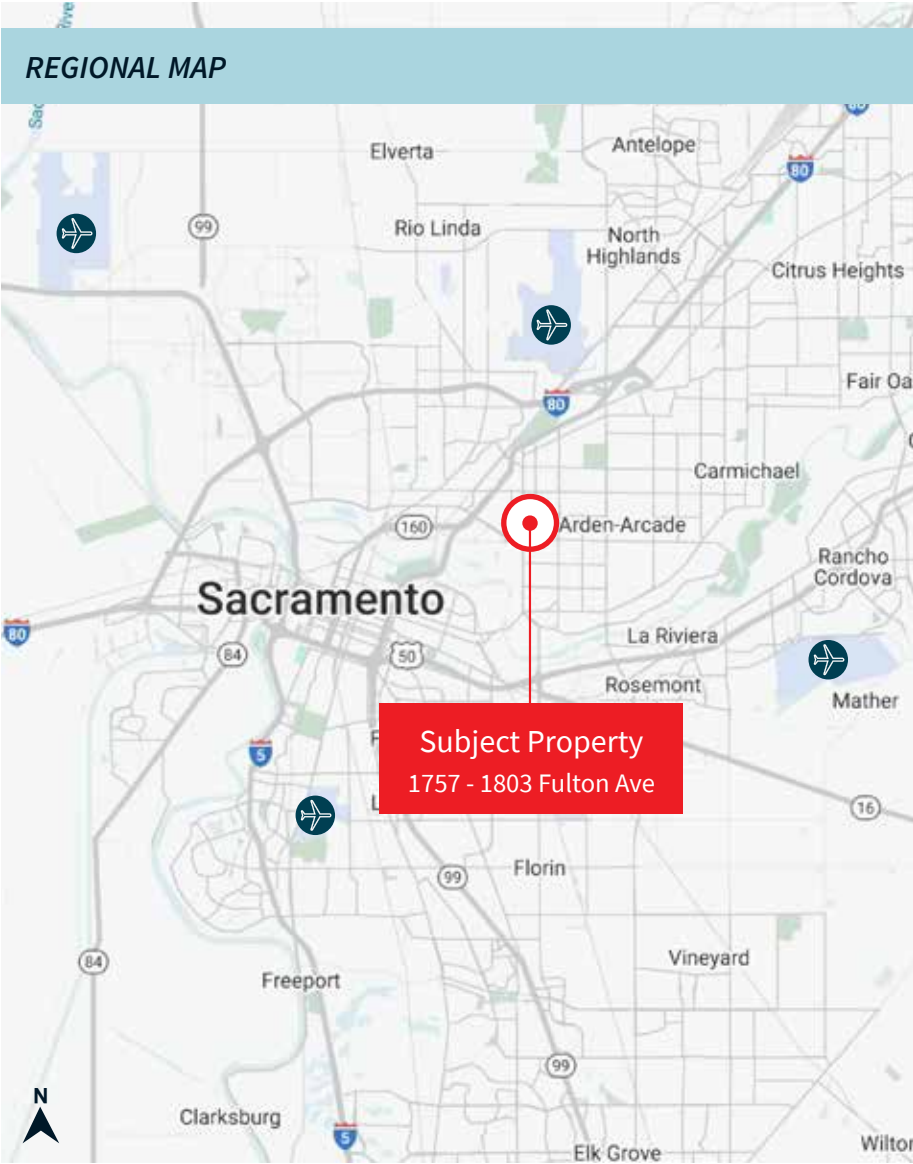 REGIONAL MAP
Elverta
Antelope
80
80
99
Rio Linda
North
Highlands
Citrus Heights
Fair Oa
80
Carmichael
160
Arden-Arcade
Rancho
Cordova
Sacramento
80
La Riviera
84
50
Rosemont
Mather
Subject Property
1757 - 1803 Fulton Ave
5
16
Florin
99
Vineyard
84
Freeport
99
N
Clarksburg
5
Elk Grove
Wilton